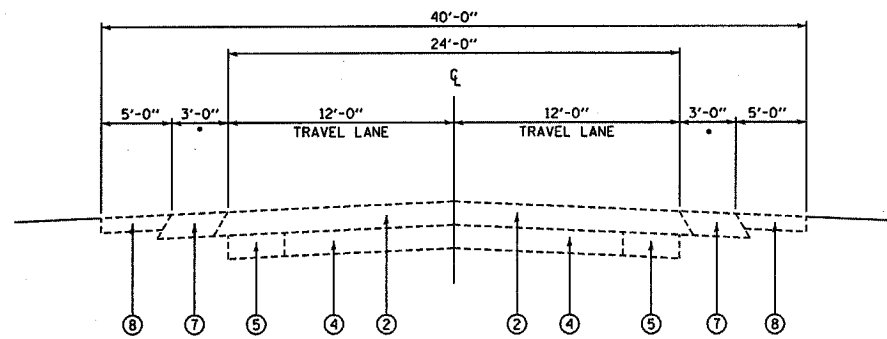 40'-0"
24'-0"
℄
5'-0" 3'-0" 12'-0" 12'-0" 3'-0" 5'-0"
TRAVEL LANE TRAVEL LANE
8 7 5 4 2 2 4 5 7 8